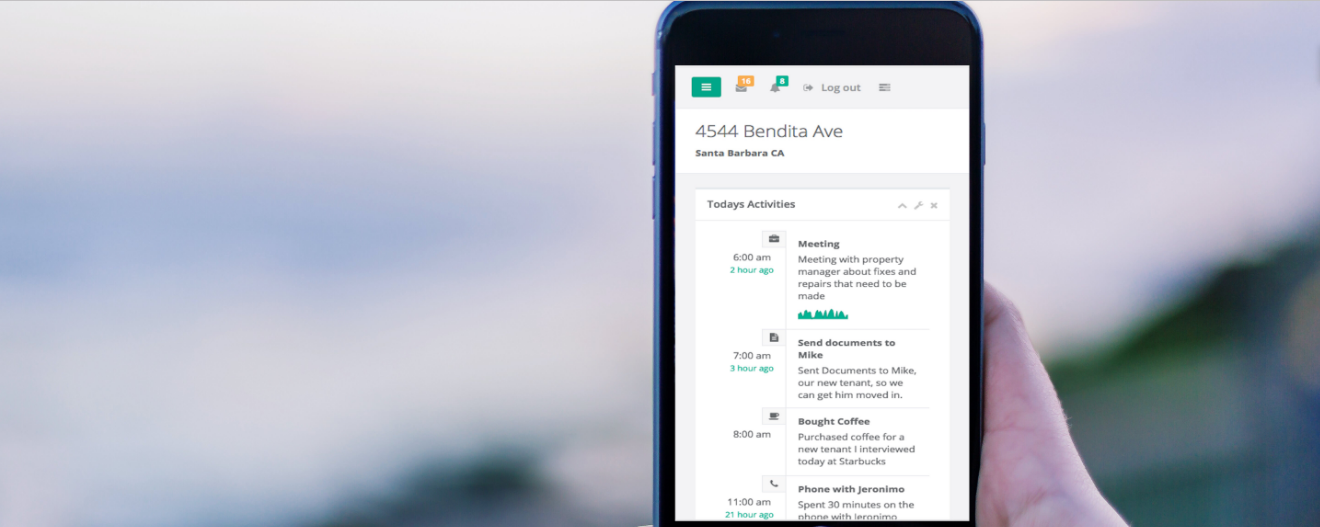 16 8 Log out
4544 Bendita Ave
Santa Barbara CA
Todays Activities
6:00 am
2 hour ago
Meeting
Meeting with property
manager about fixes and
repairs that need to be
made
7:00 am
3 hour ago
Send documents to
Mike
Sent Documents to Mike,
our new tenant, so we
can get him moved in.
8:00 am
Bought Coffee
Purchased coffee for a
new tenant I interviewed
today at Starbucks
11:00 am
21 hour ago
Phone with Jeronimo
Spent 30 minutes on the
phone with Jeronimo